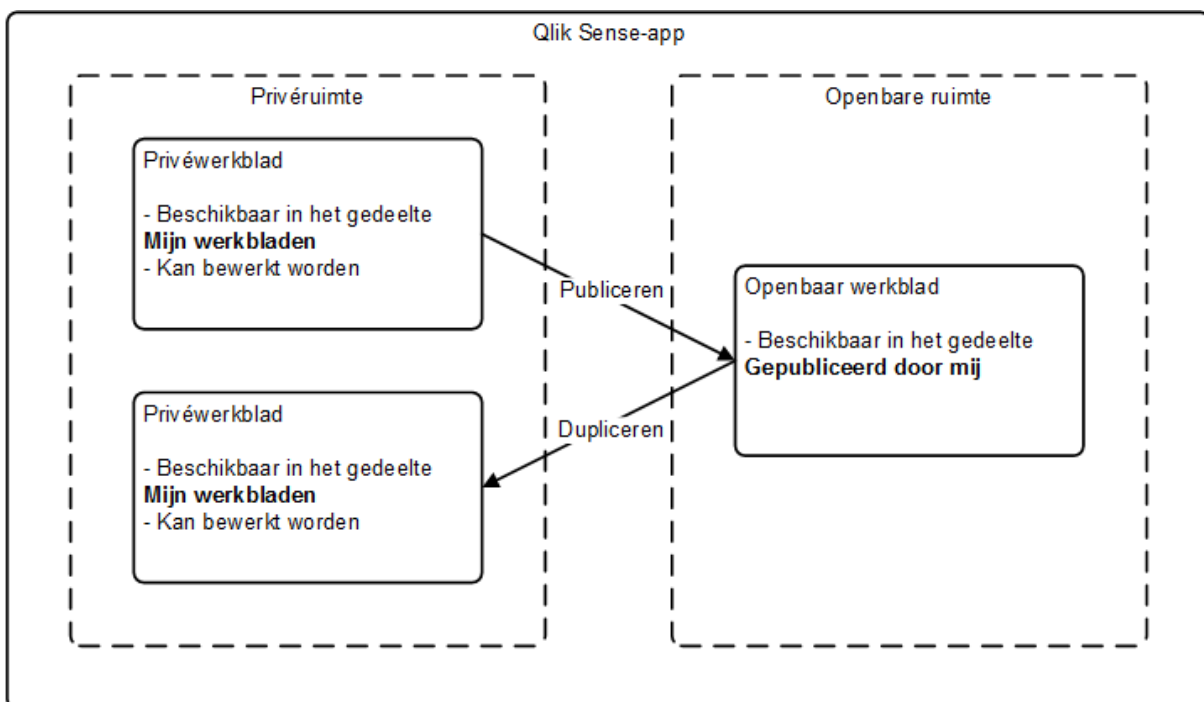 Qlik Sense-app
Privéruimte
Privéwerkblad
- Beschikbaar in het gedeelte
Mijn werkbladen
- Kan bewerkt worden
Publiceren
Dupliceren
Privéwerkblad
- Beschikbaar in het gedeelte
Mijn werkbladen
- Kan bewerkt worden
Openbare ruimte
Openbaar werkblad
- Beschikbaar in het gedeelte
Gepubliceerd door mij